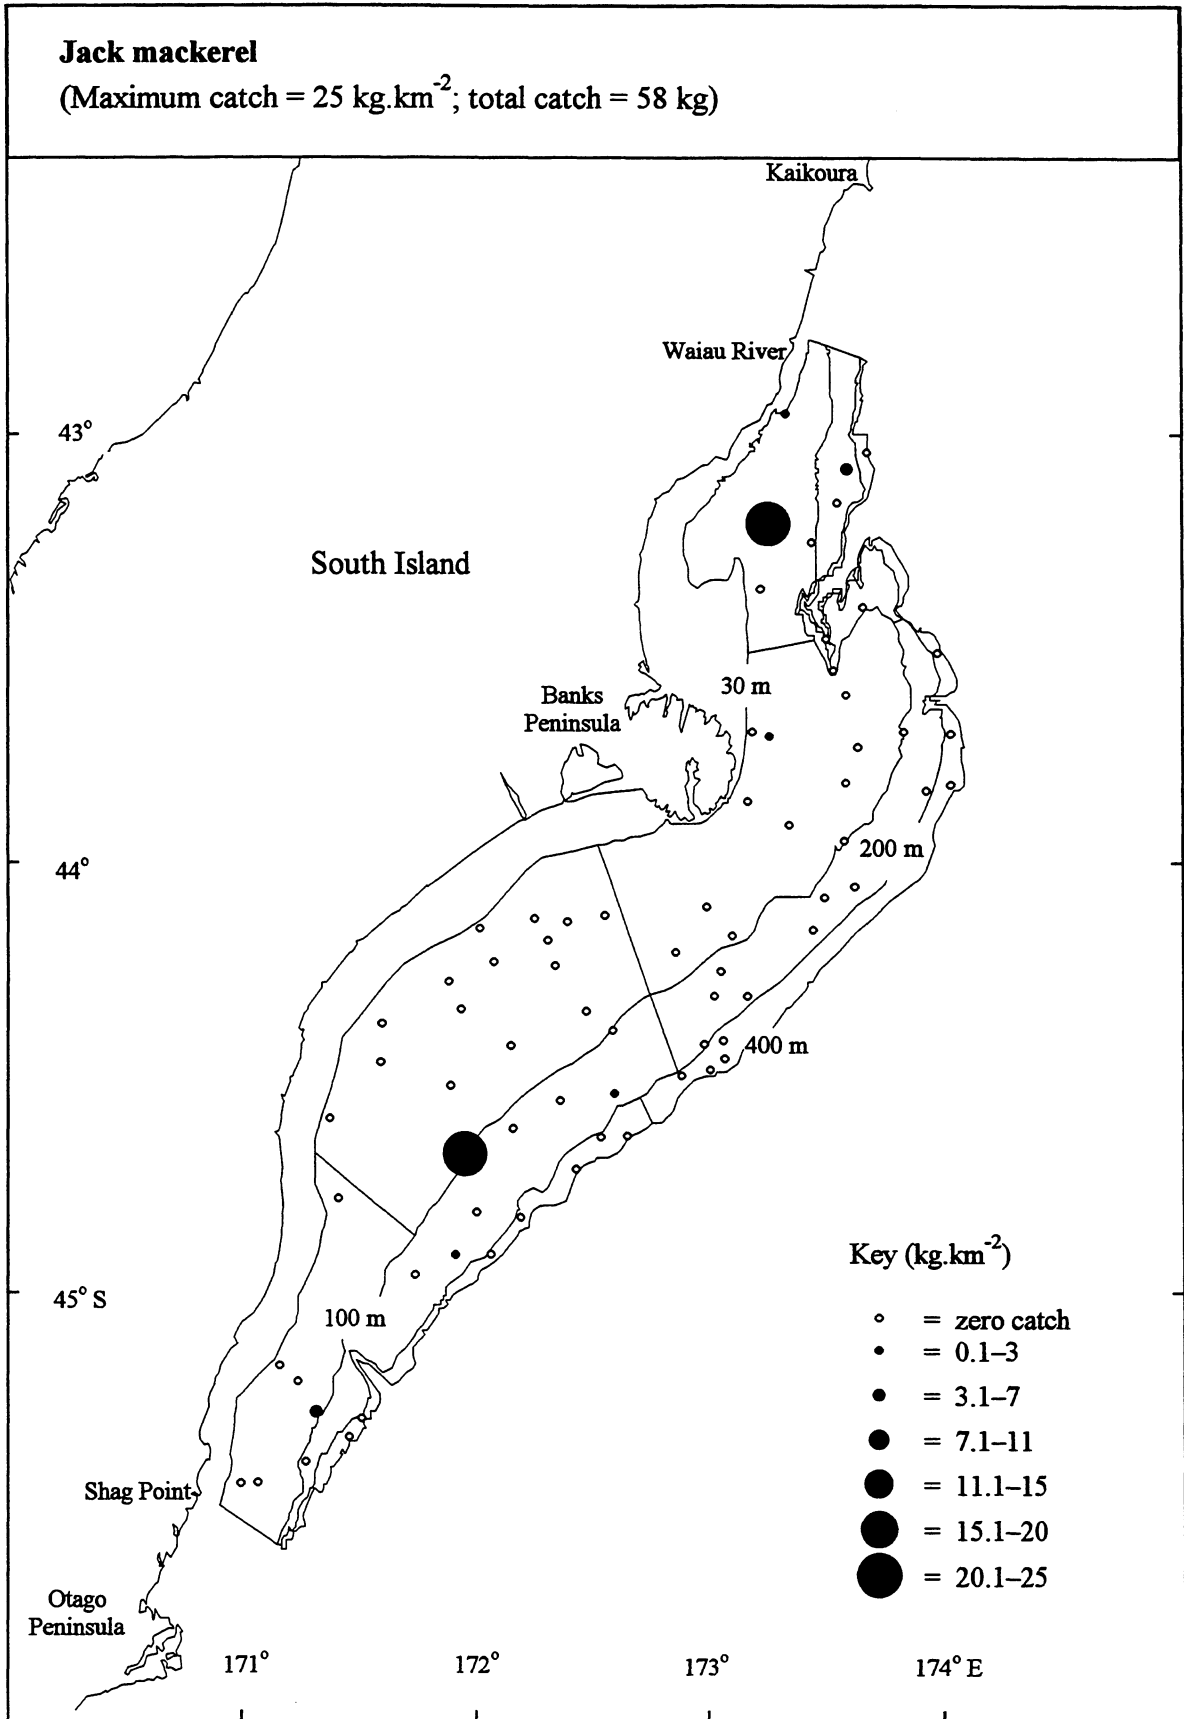 Jack mackerel
(Maximum catch = 25 kg.km⁻²; total catch = 58 kg)
Kaikoura
Waiau River
43°
South Island
30 m
Banks
Peninsula
200 m
44°
400 m
Key (kg.km⁻²)
45° S
100 m
= zero catch
= 0.1–3
= 3.1–7
= 7.1–11
= 11.1–15
= 15.1–20
= 20.1–25
Shag Point
Otago
Peninsula
171°
172°
173°
174° E